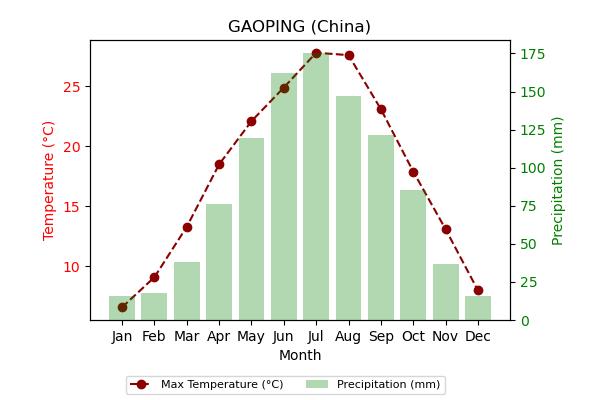 GAOPING (China)
Temperature (°C)
25
20
15
10
175
150
125
100
75
50
25
0
Precipitation (mm)
Jan Feb Mar Apr May Jun Jul Aug Sep Oct Nov Dec
Month
Max Temperature (°C) Precipitation (mm)